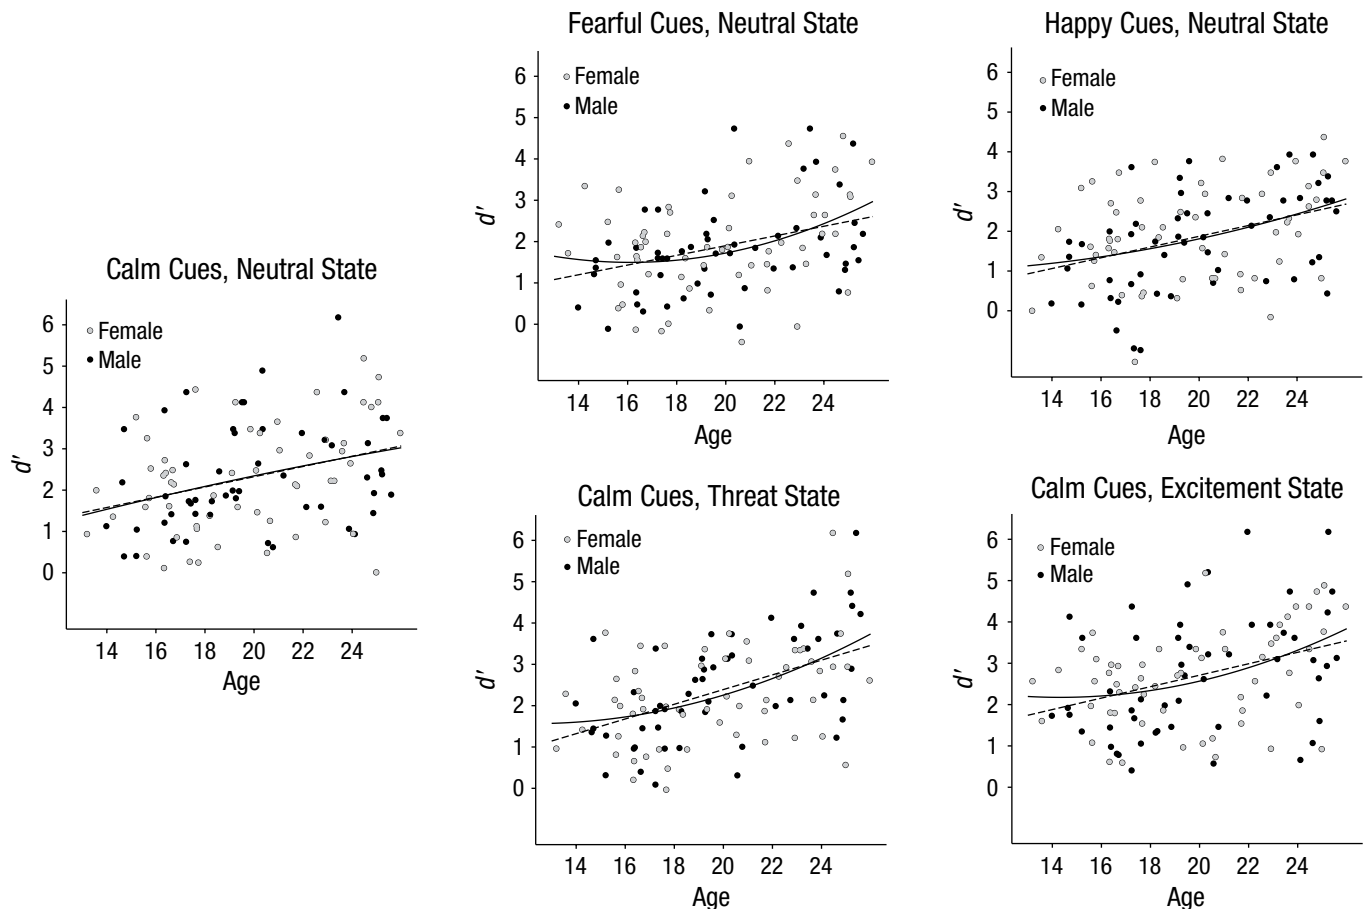 Calm Cues, Neutral State
Female
Male
d′
6
5
4
3
2
1
0
14 16 18 20 22 24
Age
Fearful Cues, Neutral State
Female
Male
d′
6
5
4
3
2
1
0
14 16 18 20 22 24
Age
Happy Cues, Neutral State
Female
Male
d′
6
5
4
3
2
1
0
14 16 18 20 22 24
Age
Calm Cues, Threat State
Female
Male
d′
6
5
4
3
2
1
0
14 16 18 20 22 24
Age
Calm Cues, Excitement State
Female
Male
d′
6
5
4
3
2
1
0
14 16 18 20 22 24
Age